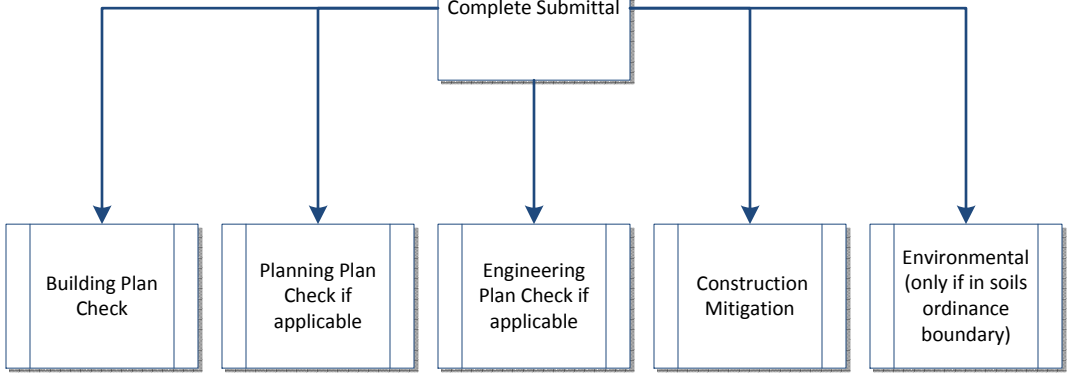 Complete Submittal
Building Plan
Check
Planning Plan
Check if
applicable
Engineering
Plan Check if
applicable
Construction
Mitigation
Environmental
(only if in soils
ordinance
boundary)